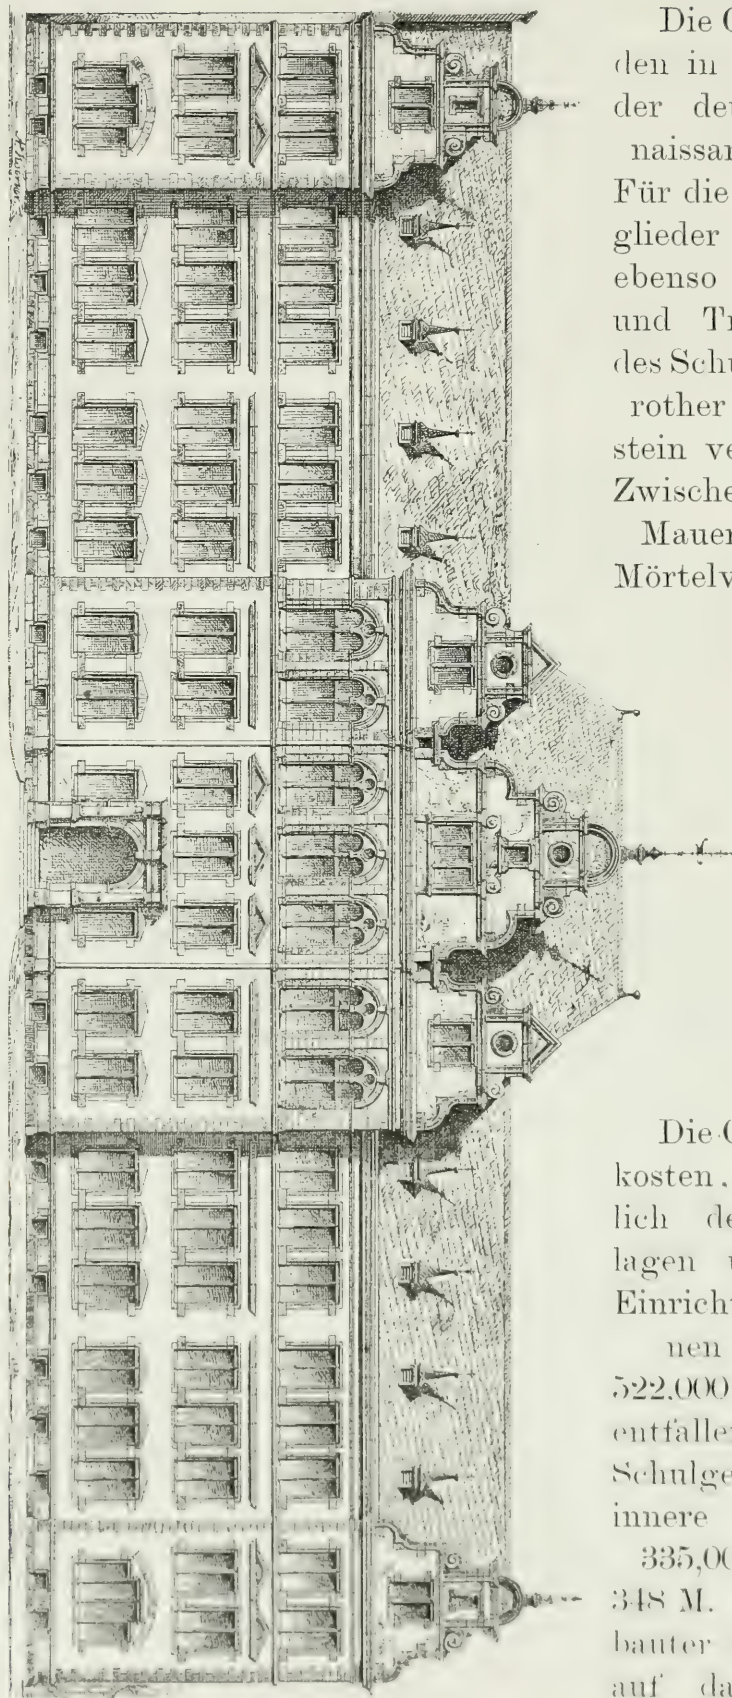 Die G
den in
der deu
naissan
Für die
glieder
ebenso
und Tr
des Schu
rother
stein ve
Zwische
Mauer
Mörtelv
Die G
kosten.
lich de
lagen u
Einricht
nen
522,000
entfallen
Schulge
innere
335,00
348 M.
bauter
auf da